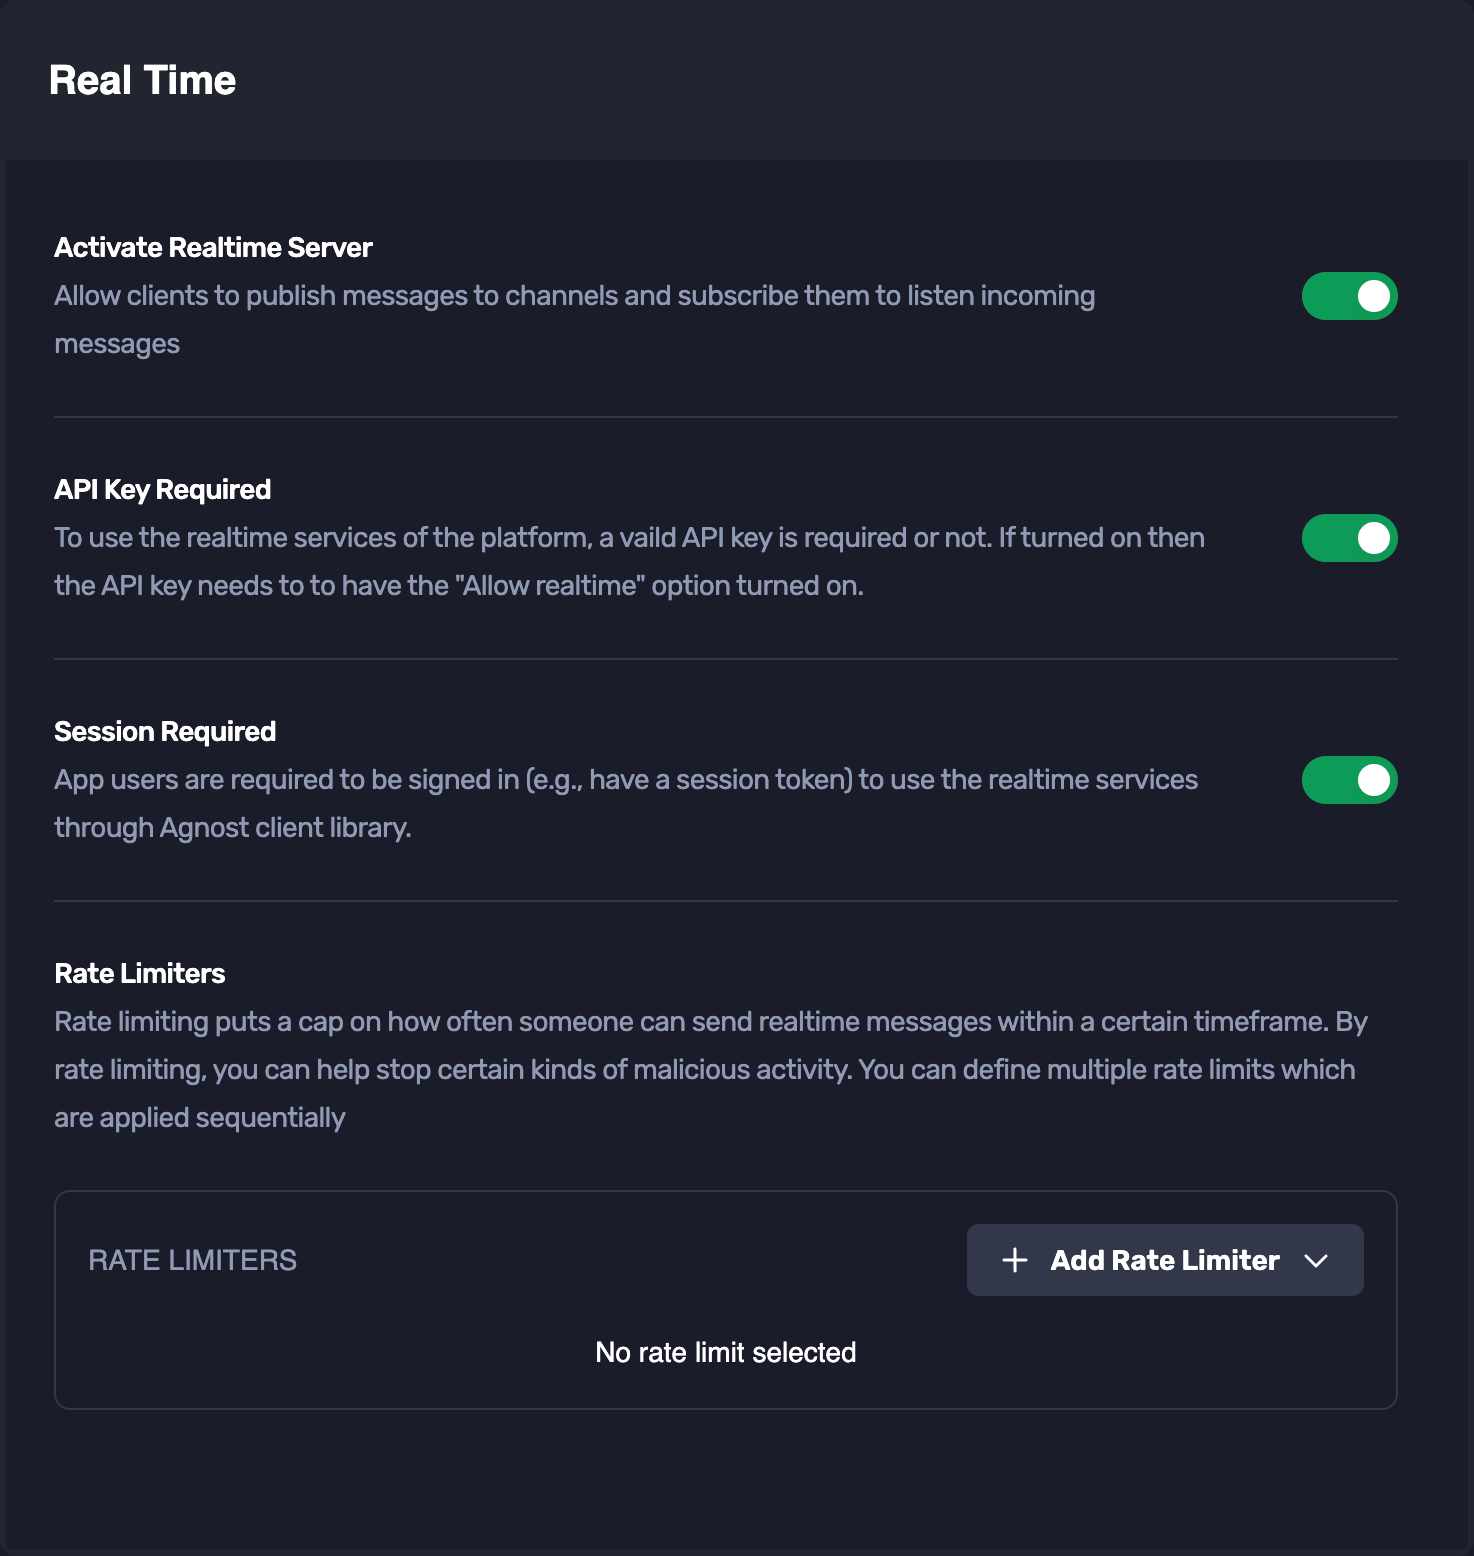 Real Time
Activate Realtime Server
Allow clients to publish messages to channels and subscribe them to listen incoming
messages
API Key Required
To use the realtime services of the platform, a vaild API key is required or not. If turned on then
the API key needs to to have the "Allow realtime" option turned on.
Session Required
App users are required to be signed in (e.g., have a session token) to use the realtime services
through Agnost client library.
Rate Limiters
Rate limiting puts a cap on how often someone can send realtime messages within a certain timeframe. By
rate limiting, you can help stop certain kinds of malicious activity. You can define multiple rate limits which
are applied sequentially
RATE LIMITERS
Add Rate Limiter
No rate limit selected